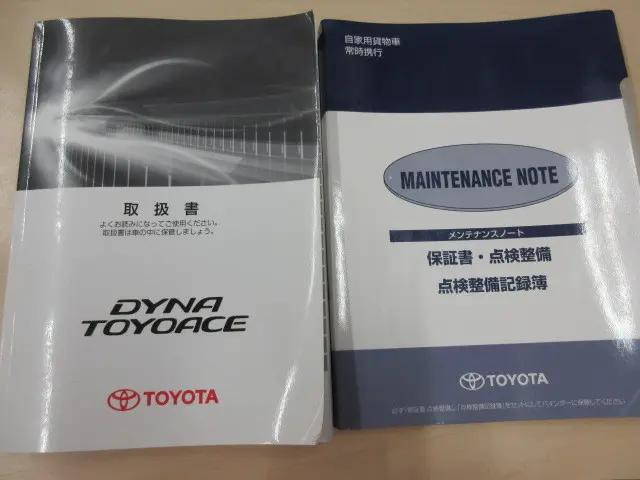 取扱書
よくお読みになってご使用ください。
取扱書は車の中に保管しましょう。
DYNA
TOYOACE
TOYOTA
自家用貨物車
常時携行
MAINTENANCE NOTE
メンテナンスノート
保証書・点検整備
点検整備記録簿
TOYOTA